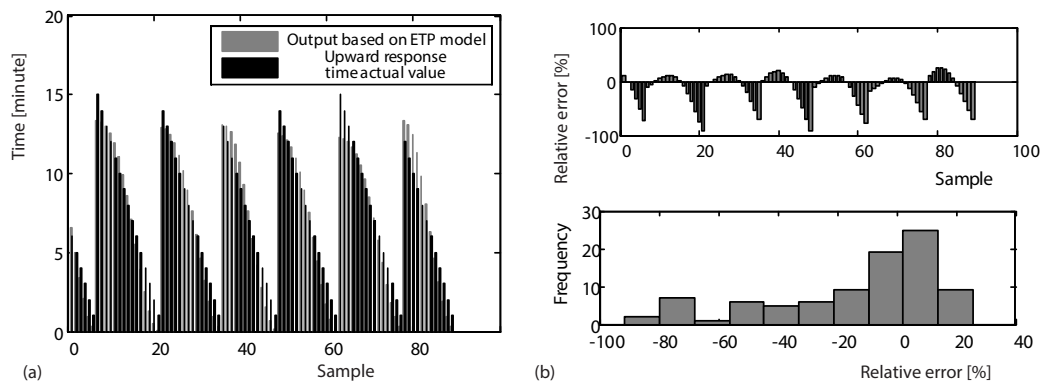 20
15
10
5
0
Time [minute]
Output based on ETP model
Upward response
time actual value
0
20
40
60
80
Sample
(a)
100
0
-100
Relative error [%]
0
20
40
60
80
100
Sample
30
20
10
0
Frequency
-100
-80
-60
-40
-20
0
20
40
Relative error [%]
(b)